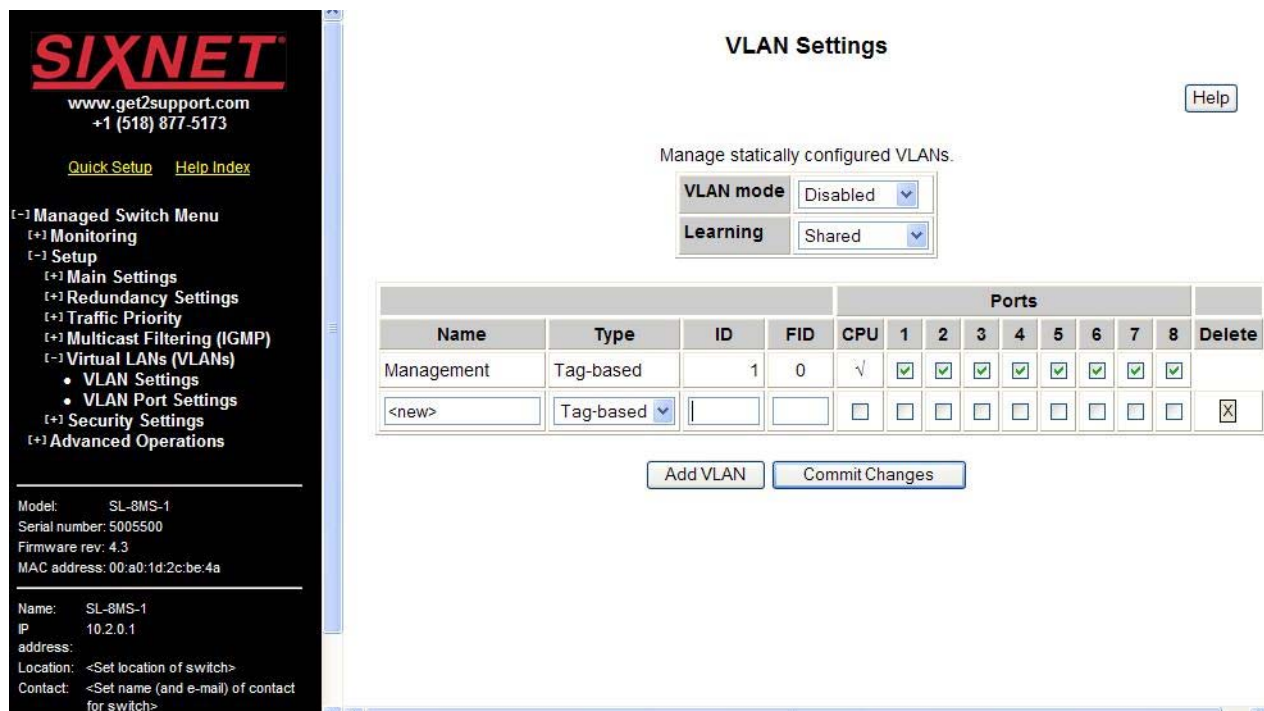 SIXNET
www.get2support.com
+1 (518) 877-5173
Quick Setup Help Index
[-] Managed Switch Menu
[+] Monitoring
[-] Setup
[+] Main Settings
[+] Redundancy Settings
[+] Traffic Priority
[+] Multicast Filtering (IGMP)
[-] Virtual LANs (VLANs)
• VLAN Settings
• VLAN Port Settings
[+] Security Settings
[+] Advanced Operations
Model: SL-8MS-1
Serial number: 5005500
Firmware rev: 4.3
MAC address: 00:a0:1d:2c:be:4a
Name: SL-8MS-1
IP address: 10.2.0.1
Location: <Set location of switch>
Contact: <Set name (and e-mail) of contact
for switch>
VLAN Settings
Help
Manage statically configured VLANs.
VLAN mode Disabled
Learning Shared
Ports
Name Type ID FID CPU 1 2 3 4 5 6 7 8 Delete
Management Tag-based 1 0 √
<new> Tag-based X
Add VLAN Commit Changes